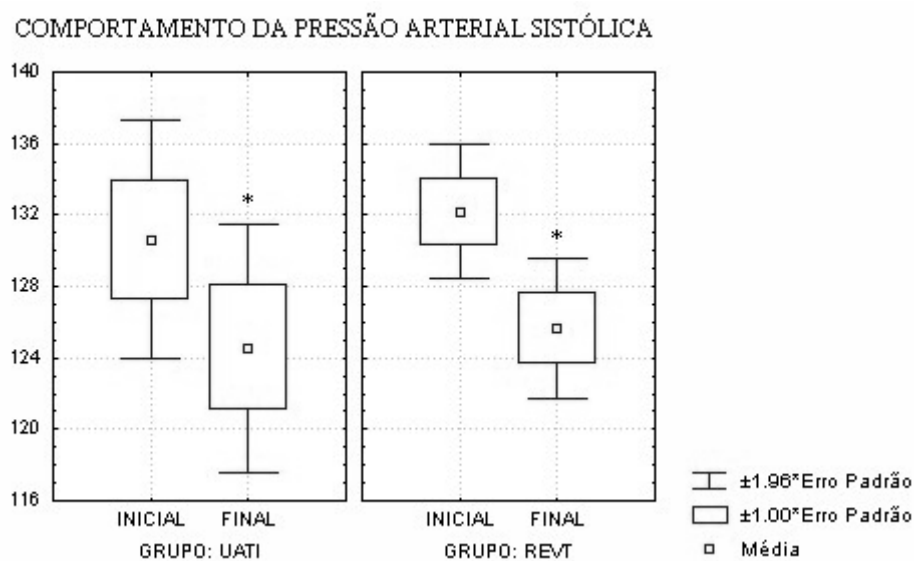 COMPORTAMENTO DA PRESSÃO ARTERIAL SISTÓLICA
140
136
132
128
124
120
116
*
*
INICIAL FINAL
GRUPO: UATI
INICIAL FINAL
GRUPO: REVT
±1.96*Erro Padrão
±1.00*Erro Padrão
Média